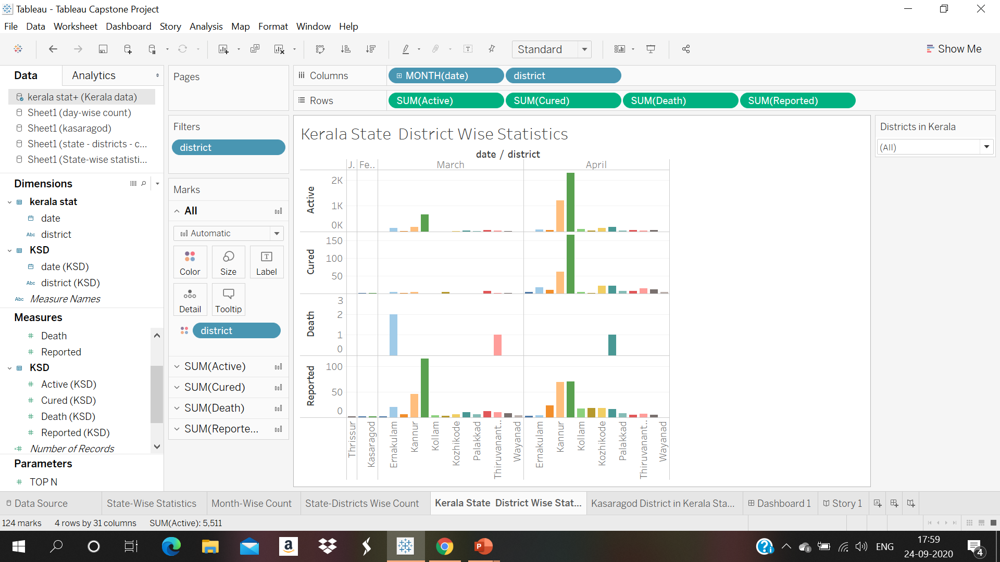 Tableau - Tableau Capstone Project
File Data Worksheet Dashboard Story Analysis Map Format Window Help
Standard
Show Me
Data Analytics
kerala stat+ (Kerala data)
Sheet1 (day-wise count)
Sheet1 (kasaragod)
Sheet1 (state - districts - c...
Sheet1 (State-wise statisti...
Dimensions
kerala stat
date
Abc district
KSD
date (KSD)
Abc district (KSD)
Abc Measure Names
Measures
# Death
# Reported
KSD
# Active (KSD)
# Cured (KSD)
# Death (KSD)
# Reported (KSD)
=# Number of Records
Parameters
# TOP N
Pages
Filters
district
Marks
All
Automatic
Color Size Label
Detail Tooltip
district
SUM(Active)
SUM(Cured)
SUM(Death)
SUM(Reporte...
Columns MONTH(date) district
Rows SUM(Active) SUM(Cured) SUM(Death) SUM(Reported)
Kerala State District Wise Statistics
date / district
J. Fe.. March April
Active
2K
1K
0K
Cured
150
100
50
Death
3
2
1
0
Reported
100
50
0
Thrissur
Kasaragod
Ernakulam
Kannur
Kollam
Kozhikode
Palakkad
Thiruvanant..
Wayanad
Ernakulam
Kannur
Kollam
Kozhikode
Palakkad
Thiruvanant..
Wayanad
Districts in Kerala
(All)
Data Source State-Wise Statistics Month-Wise Count State-Districts Wise Count Kerala State District Wise Stat... Kasaragod District in Kerala Sta... Dashboard 1 Story 1
124 marks 4 rows by 31 columns SUM(Active): 5,511
a
P
?
ENG
17:59
24-09-2020
4